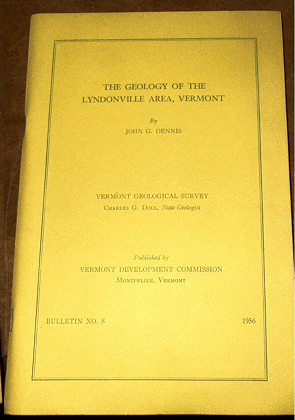 THE GEOLOGY OF THE
LYNDONVILLE AREA, VERMONT
By
JOHN G. DENNIS
VERMONT GEOLOGICAL SURVEY
CHARLES G. DOLL, State Geologist
Published by
VERMONT DEVELOPMENT COMMISSION
MONTPELIER, VERMONT
BULLETIN NO. 8 1956